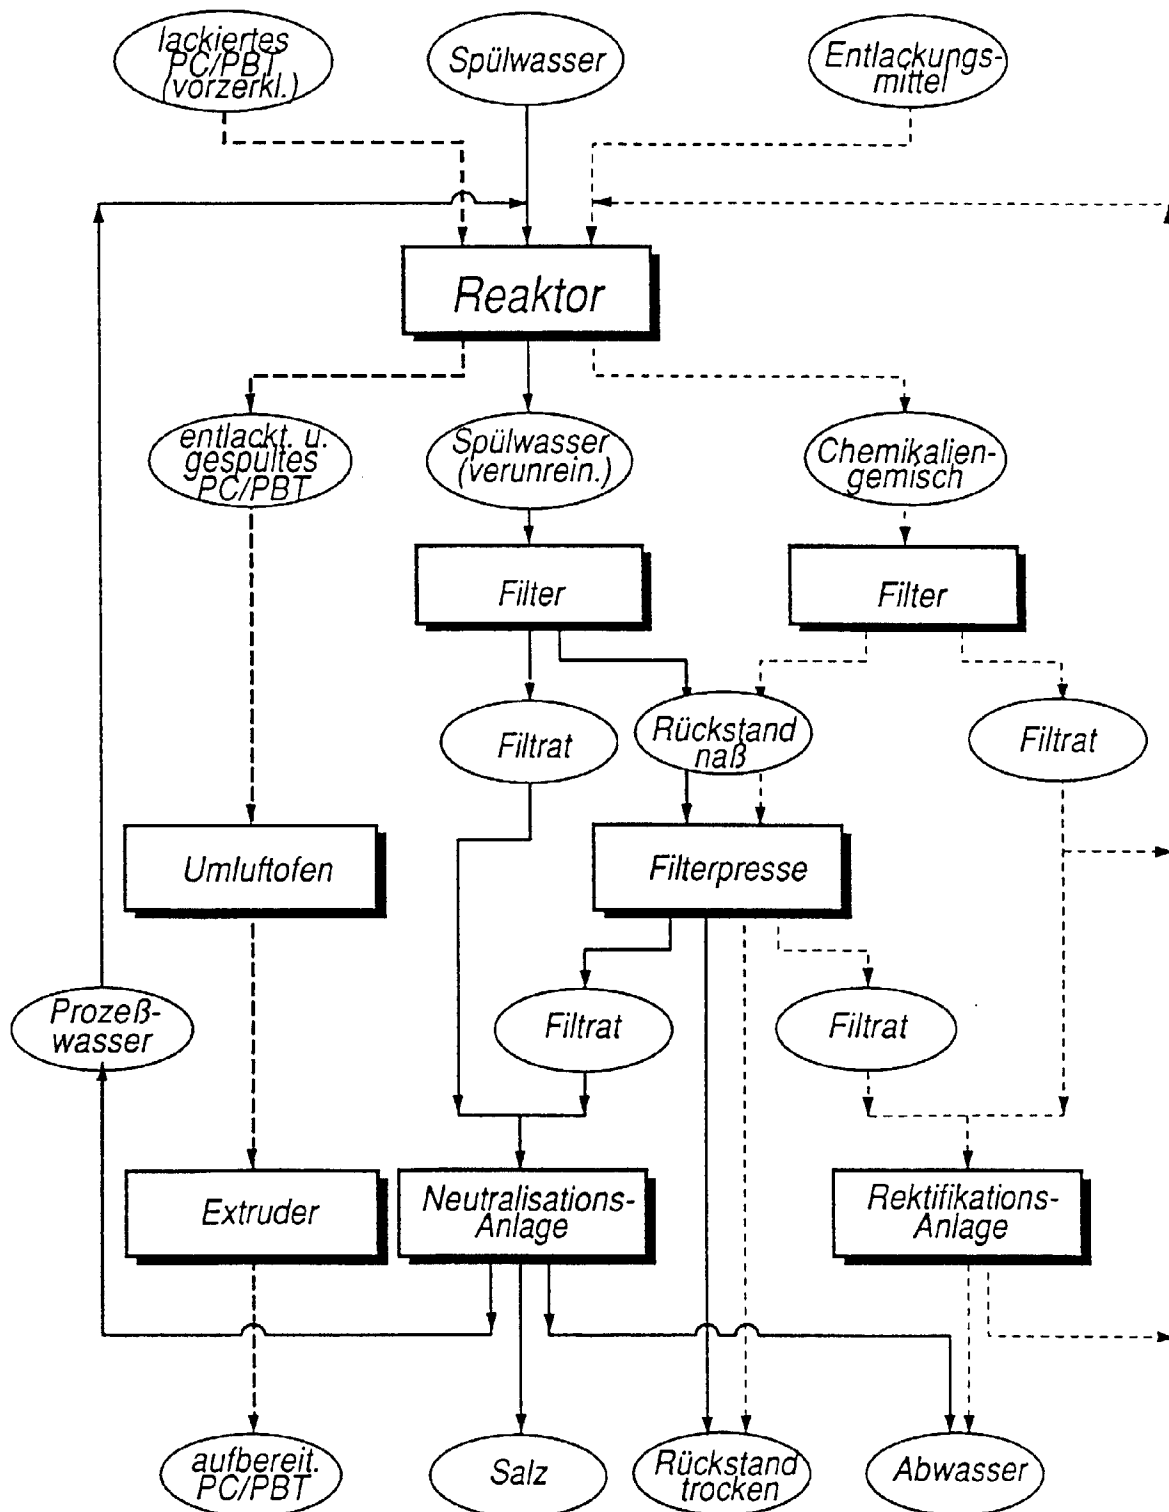 lackiertes
PC/PBT
(vorzerkl.)
Spülwasser
Entlackungs-
mittel
Reaktor
entlackt. u.
gespültes
PC/PBT
Spülwasser
(verunrein.)
Chemikalien-
gemisch
Filter
Filter
Filtrat
Rückstand
naß
Filtrat
Umluftofen
Filterpresse
Prozeß-
wasser
Filtrat
Filtrat
Extruder
Neutralisations-
Anlage
Rektifikations-
Anlage
aufbereit.
PC/PBT
Salz
Rückstand
trocken
Abwasser